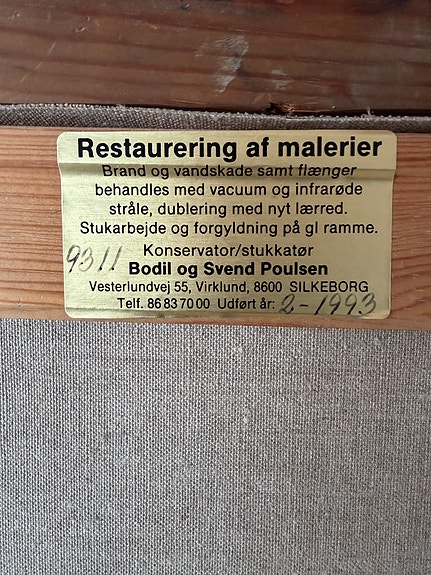 Restaurering af malerier
Brand og vandskade samt flænger
behandles med vacuum og infrarøde
stråle, dublering med nyt lærred.
Stukarbejde og forgyldning på gl ramme.
9311 Konservator/stukkatør
Bodil og Svend Poulsen
Vesterlundvej 55, Virklund, 8600 SILKEBORG
Telf. 86 83 70 00 Udført år: 2-1993